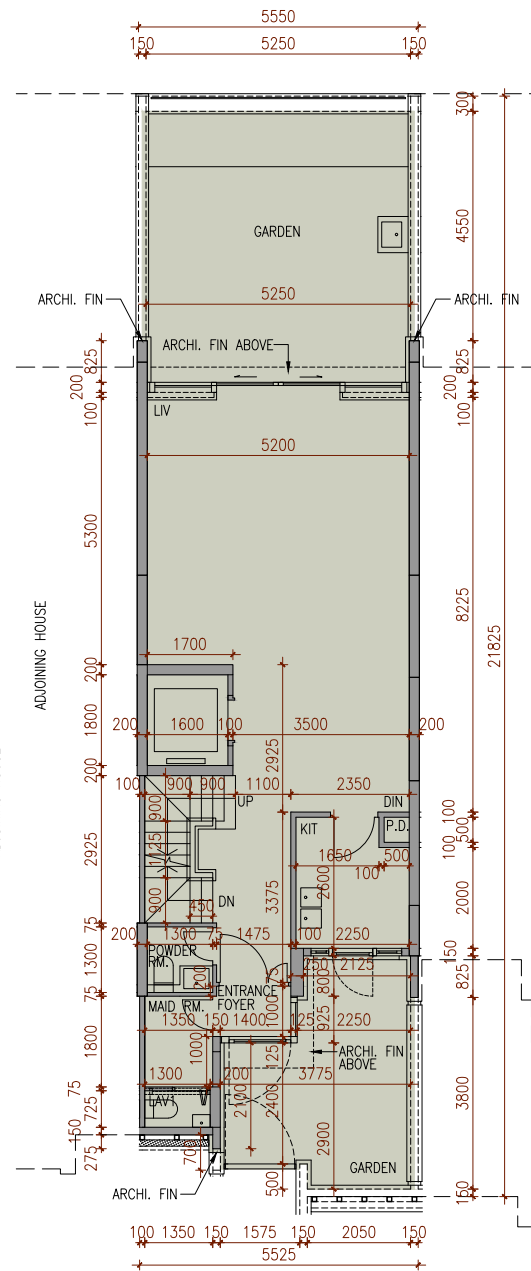 5550
150 5250 150
300
GARDEN
4550
ARCHI. FIN
5250
ARCHI. FIN
ARCHI. FIN ABOVE
825
825
200
200
100
100
LIV
5200
5300
8225
21825
ADJOINING HOUSE
1700
200
1800
200 1600 100 3500 200
2925
200
100 900 900 1100 2350
UP
DIN
100
900
KIT
P.D.
500
1125
2925
1650 500
100
100
2600
3375
2000
900
450
DN
75
200 1300 75 1475 100 2250
150
POWDER
RM.
1300
250 2125
825
75
800
ENTRANCE
FOYER
75
MAID RM.
1000
925
1350 150 1400 125 2250
1800
1000
125
ARCHI. FIN
ABOVE
1300 200 3775
3800
75
2100
2400
LAV1
725
2900
150
275
70
GARDEN
500
150
ARCHI. FIN
100 1350 150 1575 150 2050 150
5525